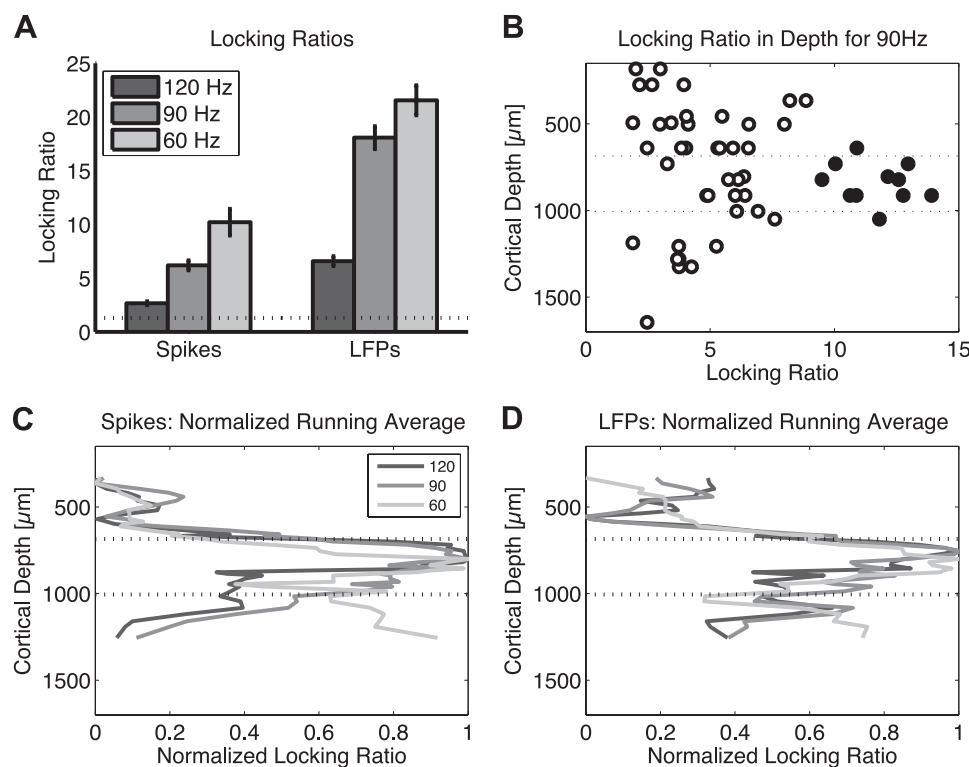 A
Locking Ratios
25
20
15
10
5
0
Locking Ratio
120 Hz
90 Hz
60 Hz
Spikes
LFPs
B
Locking Ratio in Depth for 90Hz
500
1000
1500
Cortical Depth [µm]
0
5
10
15
Locking Ratio
C
Spikes: Normalized Running Average
120
90
60
500
1000
1500
Cortical Depth [µm]
0
0.2
0.4
0.6
0.8
1
Normalized Locking Ratio
D
LFPs: Normalized Running Average
500
1000
1500
Cortical Depth [µm]
0
0.2
0.4
0.6
0.8
1
Normalized Locking Ratio